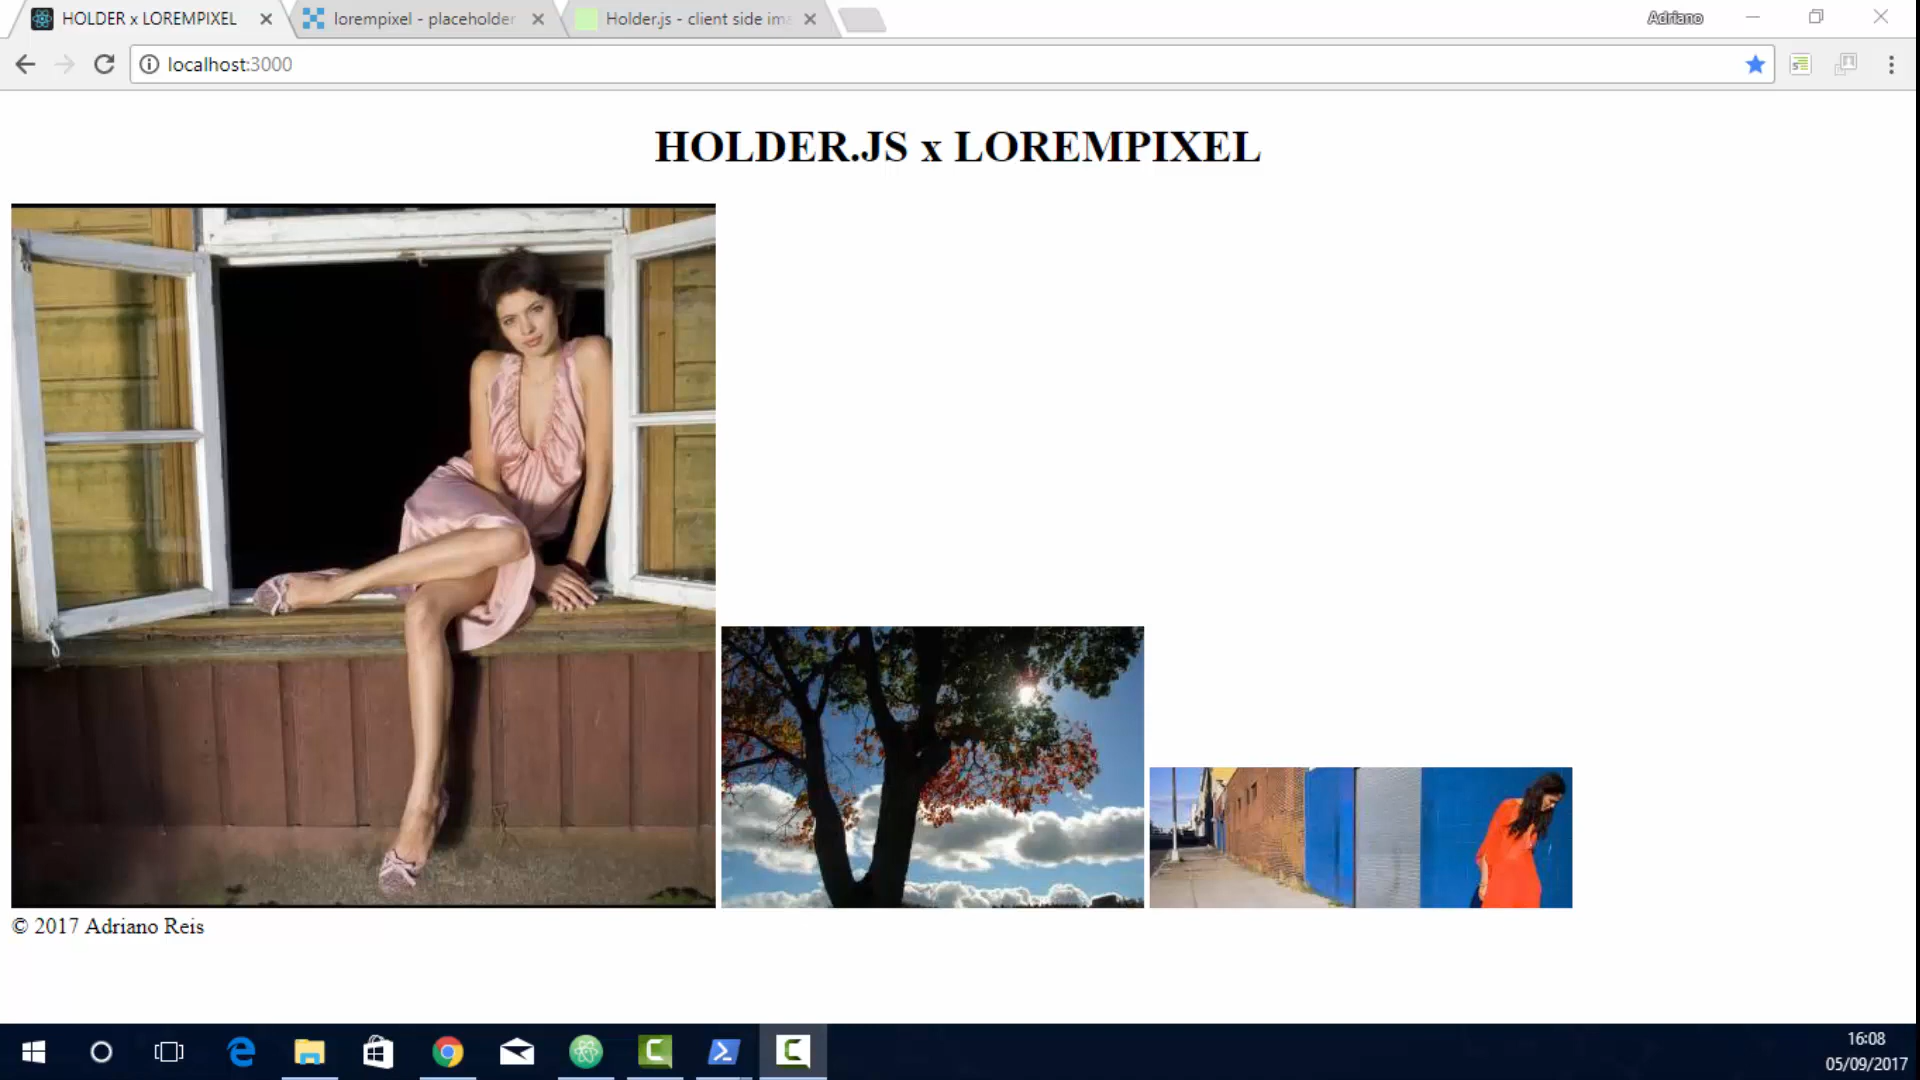 HOLDER x LOREMPIXEL
lorempixel - placeholder
Holder.js - client side ima
Adriano
localhost:3000
HOLDER.JS x LOREMPIXEL
© 2017 Adriano Reis
16:08
05/09/2017